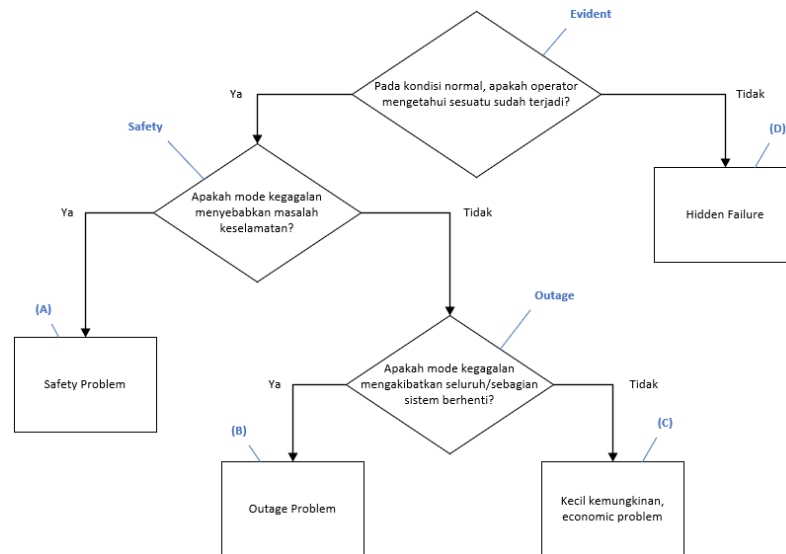 Evident
Pada kondisi normal, apakah operator
mengetahui sesuatu sudah terjadi?
Ya
Tidak
Safety
(D)
Apakah mode kegagalan
menyebabkan masalah
keselamatan?
Hidden Failure
Ya
Tidak
Outage
(A)
Safety Problem
Apakah mode kegagalan
mengakibatkan seluruh/sebagian
sistem berhenti?
Ya
Tidak
(B)
(C)
Outage Problem
Kecil kemungkinan,
economic problem